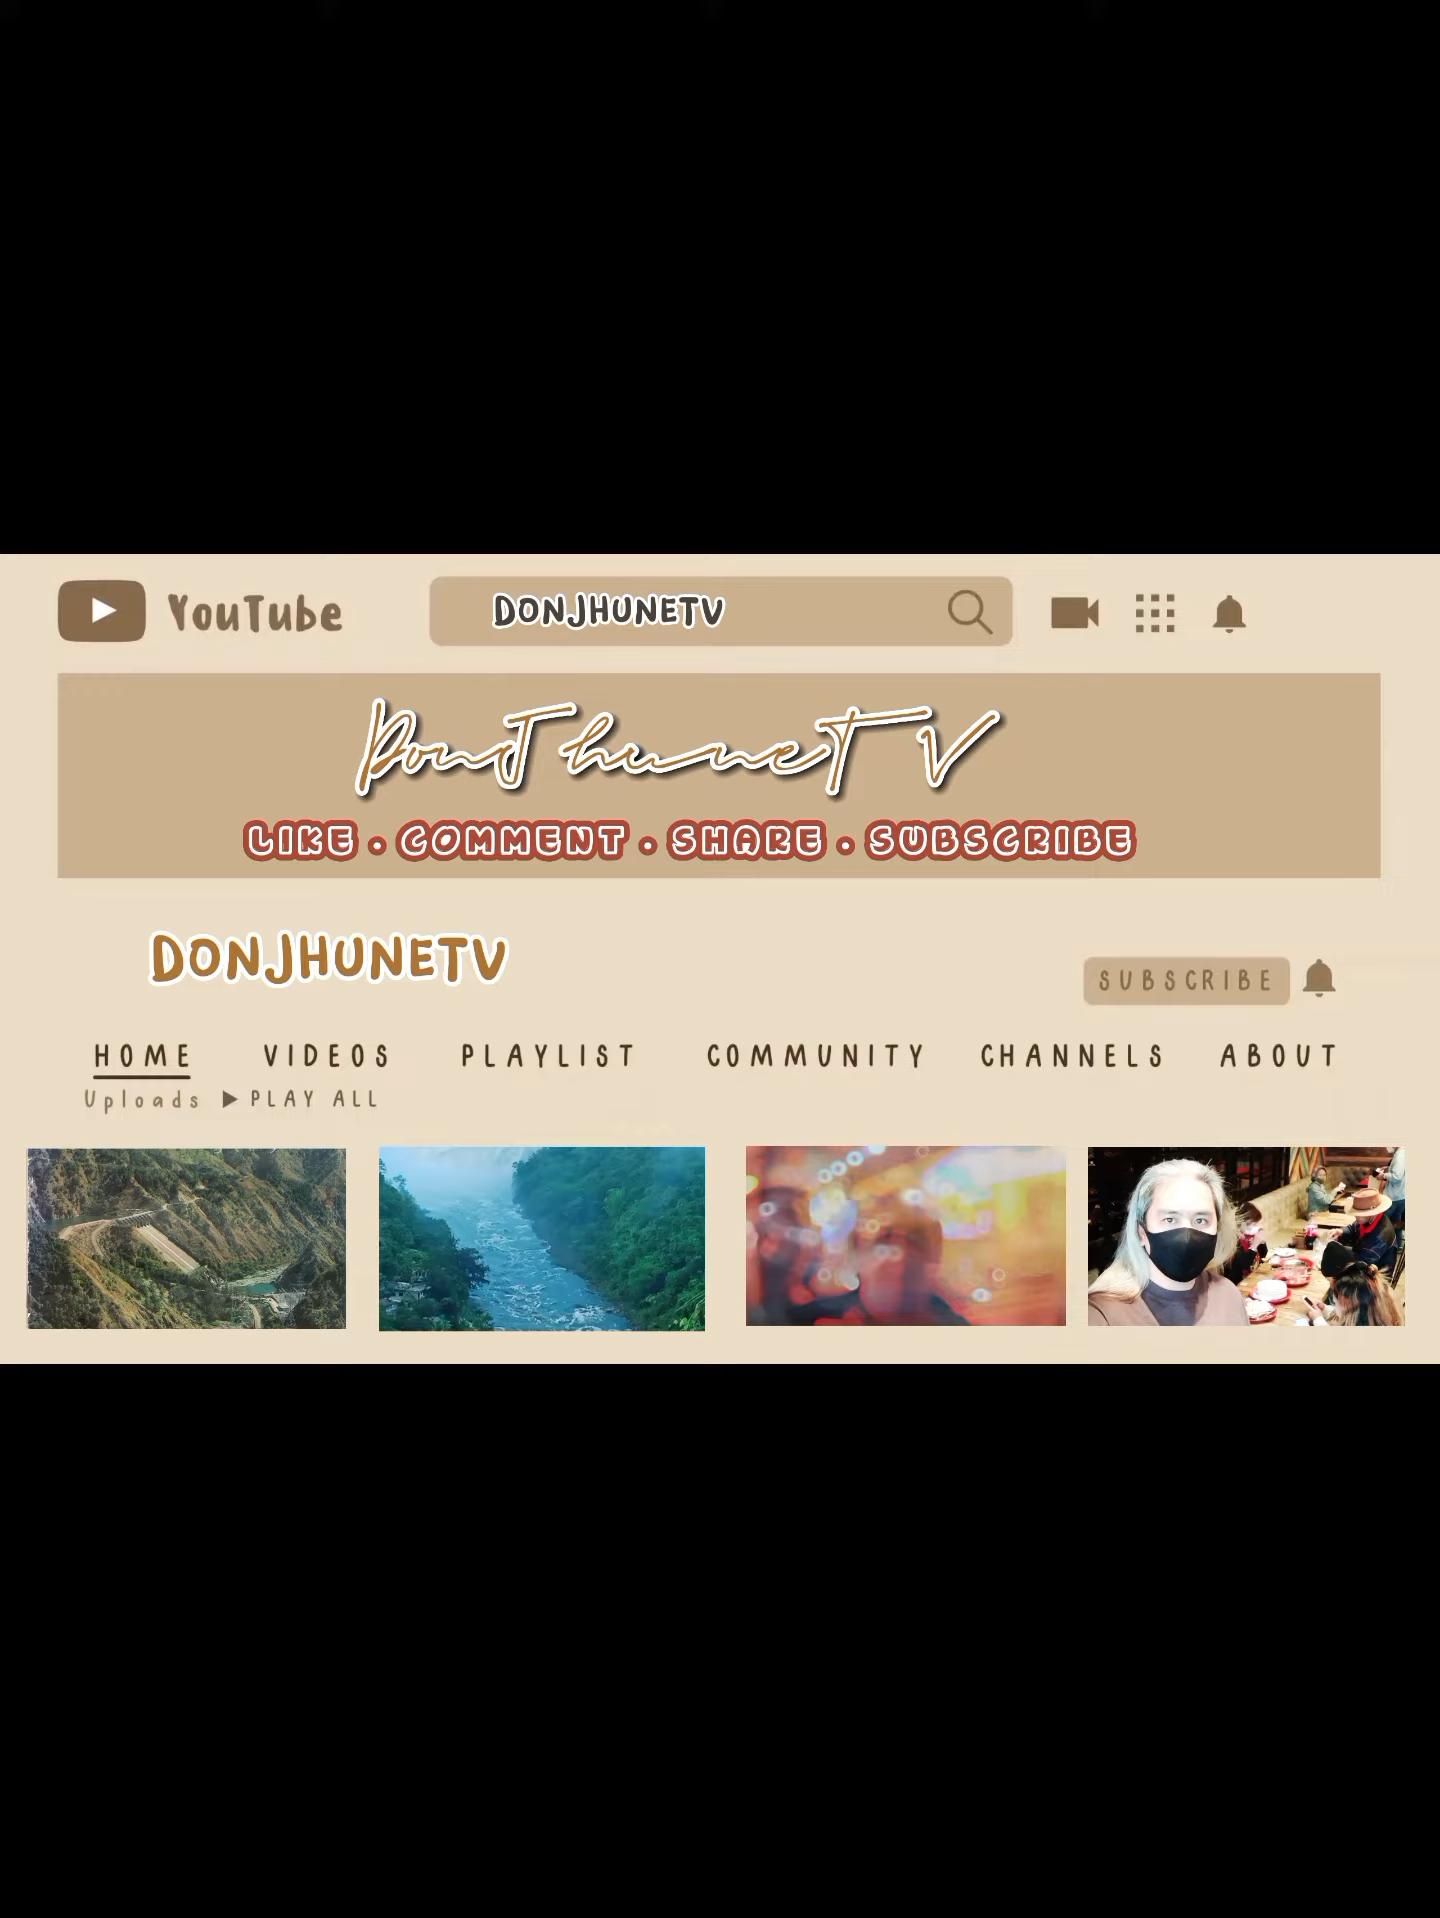 YouTube DONJHUNETV
DonJhuneTV
LIKE • COMMENT • SHARE • SUBSCRIBE
DONJHUNETV
SUBSCRIBE
HOME VIDEOS PLAYLIST COMMUNITY CHANNELS ABOUT
Uploads ▶ PLAY ALL